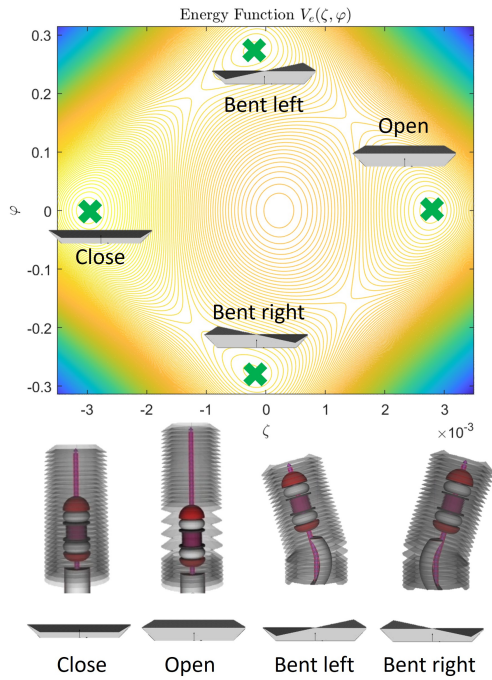 Energy Function V_e(ζ, φ)
0.3
Bent left
0.2
Open
0.1
φ
0
Close
-0.1
Bent right
-0.2
-0.3
-3
-2
-1
0
1
2
3
ζ
×10⁻³
Close
Open
Bent left
Bent right